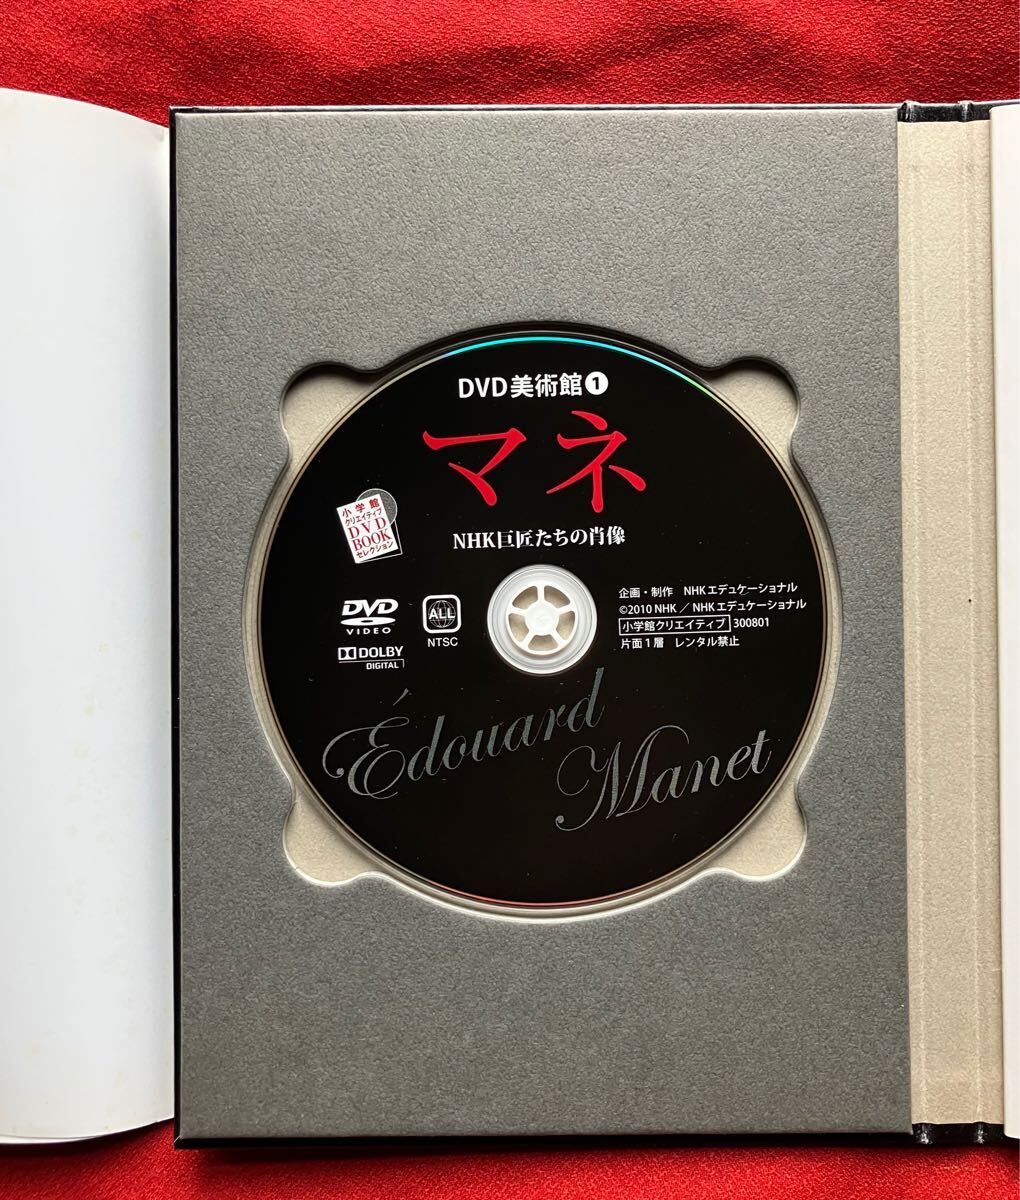 DVD美術館❶
マネ
小学館
クリエイティブ
DVD
BOOK
セレクション
NHK巨匠たちの肖像
DVD
VIDEO
ALL
NTSC
DOLBY
DIGITAL
企画・制作 NHKエデュケーショナル
©2010 NHK／NHKエデュケーショナル
小学館クリエイティブ 300801
片面1層 レンタル禁止
Édouard
Manet